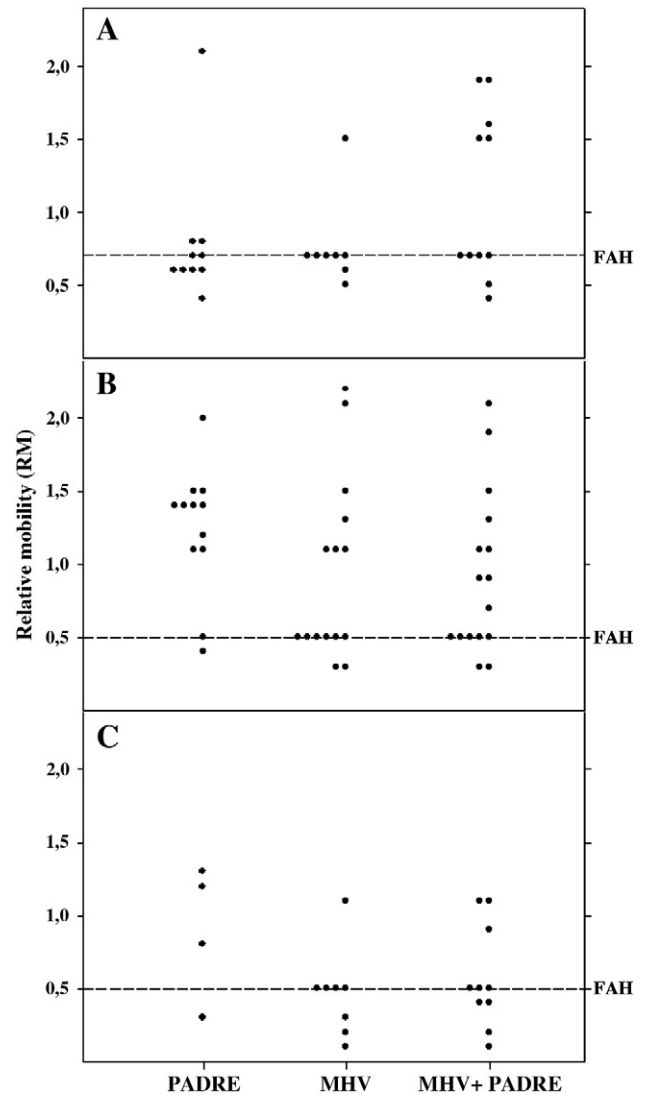 A
2,0
1,5
1,0
0,5
FAH
B
2,0
1,5
1,0
0,5
FAH
Relative mobility (RM)
C
2,0
1,5
1,0
0,5
FAH
PADRE MHV MHV+ PADRE